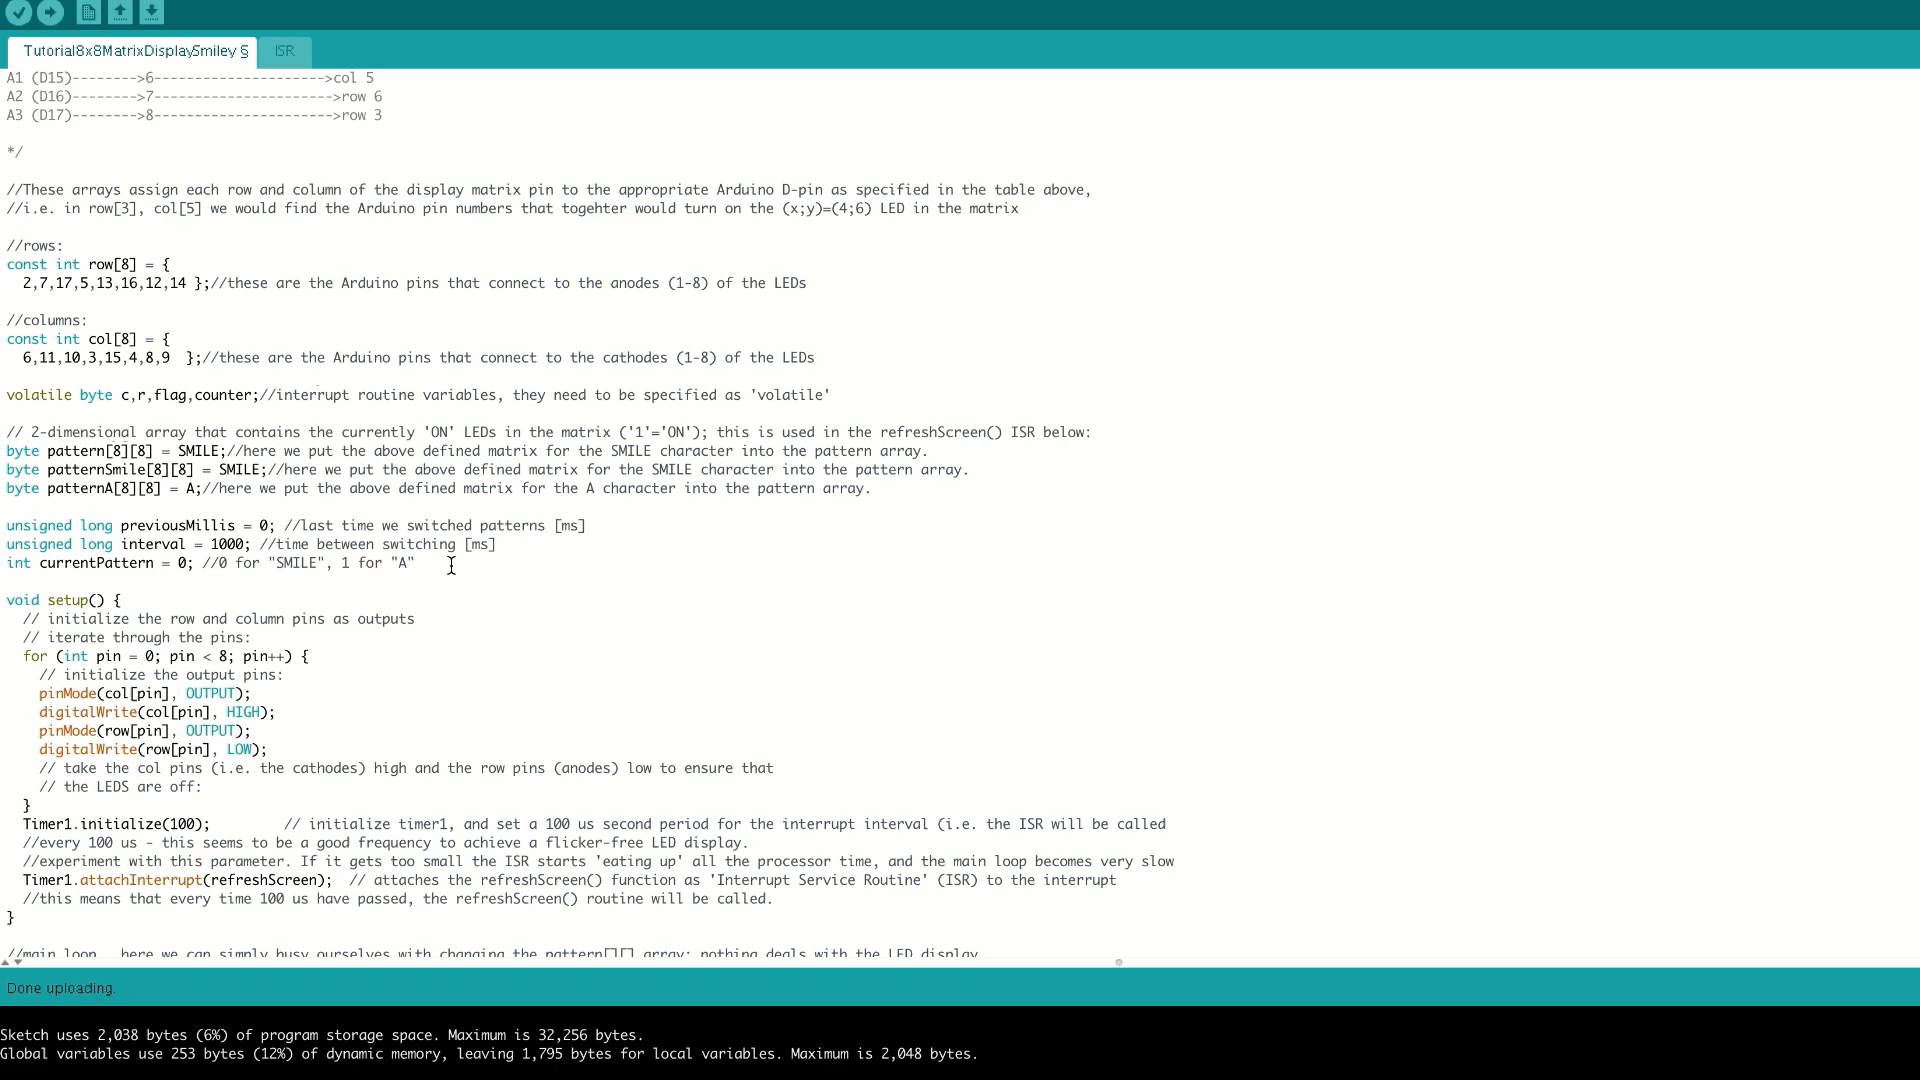 Tutorial8x8MatrixDisplaySmiley §
ISR
A1 (D15)-------->6--------------------->col 5
A2 (D16)-------->7---------------------->row 6
A3 (D17)-------->8---------------------->row 3
*/
//These arrays assign each row and column of the display matrix pin to the appropriate Arduino D-pin as specified in the table above,
//i.e. in row[3], col[5] we would find the Arduino pin numbers that togehter would turn on the (x;y)=(4;6) LED in the matrix
//rows:
const int row[8] = {
2,7,17,5,13,16,12,14 };//these are the Arduino pins that connect to the anodes (1-8) of the LEDs
//columns:
const int col[8] = {
6,11,10,3,15,4,8,9  };//these are the Arduino pins that connect to the cathodes (1-8) of the LEDs
volatile byte c,r,flag,counter;//interrupt routine variables, they need to be specified as 'volatile'
// 2-dimensional array that contains the currently 'ON' LEDs in the matrix ('1'='ON'); this is used in the refreshScreen() ISR below:
byte pattern[8][8] = SMILE;//here we put the above defined matrix for the SMILE character into the pattern array.
byte patternSmile[8][8] = SMILE;//here we put the above defined matrix for the SMILE character into the pattern array.
byte patternA[8][8] = A;//here we put the above defined matrix for the A character into the pattern array.
unsigned long previousMillis = 0; //last time we switched patterns [ms]
unsigned long interval = 1000; //time between switching [ms]
int currentPattern = 0; //0 for "SMILE", 1 for "A"
void setup() {
// initialize the row and column pins as outputs
// iterate through the pins:
for (int pin = 0; pin < 8; pin++) {
// initialize the output pins:
pinMode(col[pin], OUTPUT);
digitalWrite(col[pin], HIGH);
pinMode(row[pin], OUTPUT);
digitalWrite(row[pin], LOW);
// take the col pins (i.e. the cathodes) high and the row pins (anodes) low to ensure that
// the LEDS are off:
}
Timer1.initialize(100);         // initialize timer1, and set a 100 us second period for the interrupt interval (i.e. the ISR will be called
//every 100 us - this seems to be a good frequency to achieve a flicker-free LED display.
//experiment with this parameter. If it gets too small the ISR starts 'eating up' all the processor time, and the main loop becomes very slow
Timer1.attachInterrupt(refreshScreen);  // attaches the refreshScreen() function as 'Interrupt Service Routine' (ISR) to the interrupt
//this means that every time 100 us have passed, the refreshScreen() routine will be called.
}
//main loop.. here we can simply busy ourselves with changing the pattern[][] array; nothing deals with the LED display
Done uploading.
Sketch uses 2,038 bytes (6%) of program storage space. Maximum is 32,256 bytes.
Global variables use 253 bytes (12%) of dynamic memory, leaving 1,795 bytes for local variables. Maximum is 2,048 bytes.